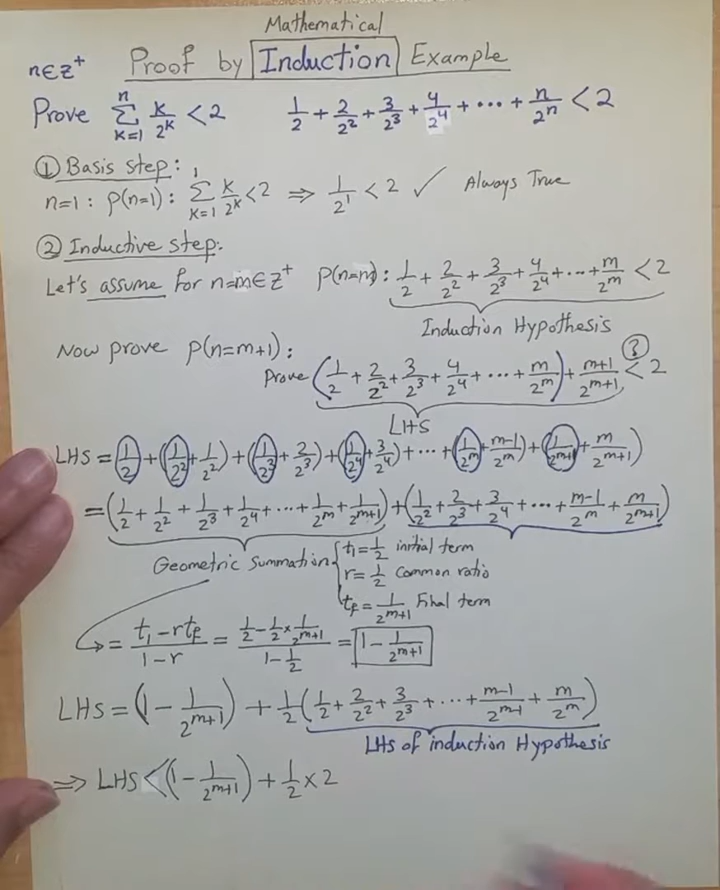 Mathematical
n∈z⁺ Proof by Induction Example
Prove Σ_{k=1}^{n} k/2^k < 2   1/2 + 2/2² + 3/2³ + 4/2⁴ + ⋯ + n/2ⁿ < 2
① Basis step:
n=1 : P(n=1) : Σ_{k=1}^{1} k/2^k < 2 ⇒ 1/2¹ < 2 ✓ Always True
② Inductive step:
Let's assume for n=m∈z⁺ P(n=m) : 1/2 + 2/2² + 3/2³ + 4/2⁴ + ⋯ + m/2^m < 2
Induction Hypothesis
Now prove P(n=m+1) :
Prove (1/2 + 2/2² + 3/2³ + 4/2⁴ + ⋯ + m/2^m) + (m+1)/2^{m+1} <^{?} 2
LHS
LHS = 1/2 + (1/2² + 1/2²) + (1/2³ + 2/2³) + (1/2⁴ + 3/2⁴) + ⋯ + (1/2^m + (m-1)/2^m) + (1/2^{m+1} + m/2^{m+1})
= (1/2 + 1/2² + 1/2³ + 1/2⁴ + ⋯ + 1/2^m + 1/2^{m+1}) + (1/2² + 2/2³ + 3/2⁴ + ⋯ + (m-1)/2^m + m/2^{m+1})
Geometric Summation { t₁ = 1/2 initial term
r = 1/2 Common ratio
t_f = 1/2^{m+1} Final term
= (t₁ - r t_f)/(1 - r) = (1/2 - 1/2 × 1/2^{m+1})/(1 - 1/2) = 1 - 1/2^{m+1}
LHS = (1 - 1/2^{m+1}) + 1/2 (1/2 + 2/2² + 3/2³ + ⋯ + (m-1)/2^{m-1} + m/2^m)
LHS of induction Hypothesis
⇒ LHS < (1 - 1/2^{m+1}) + 1/2 × 2